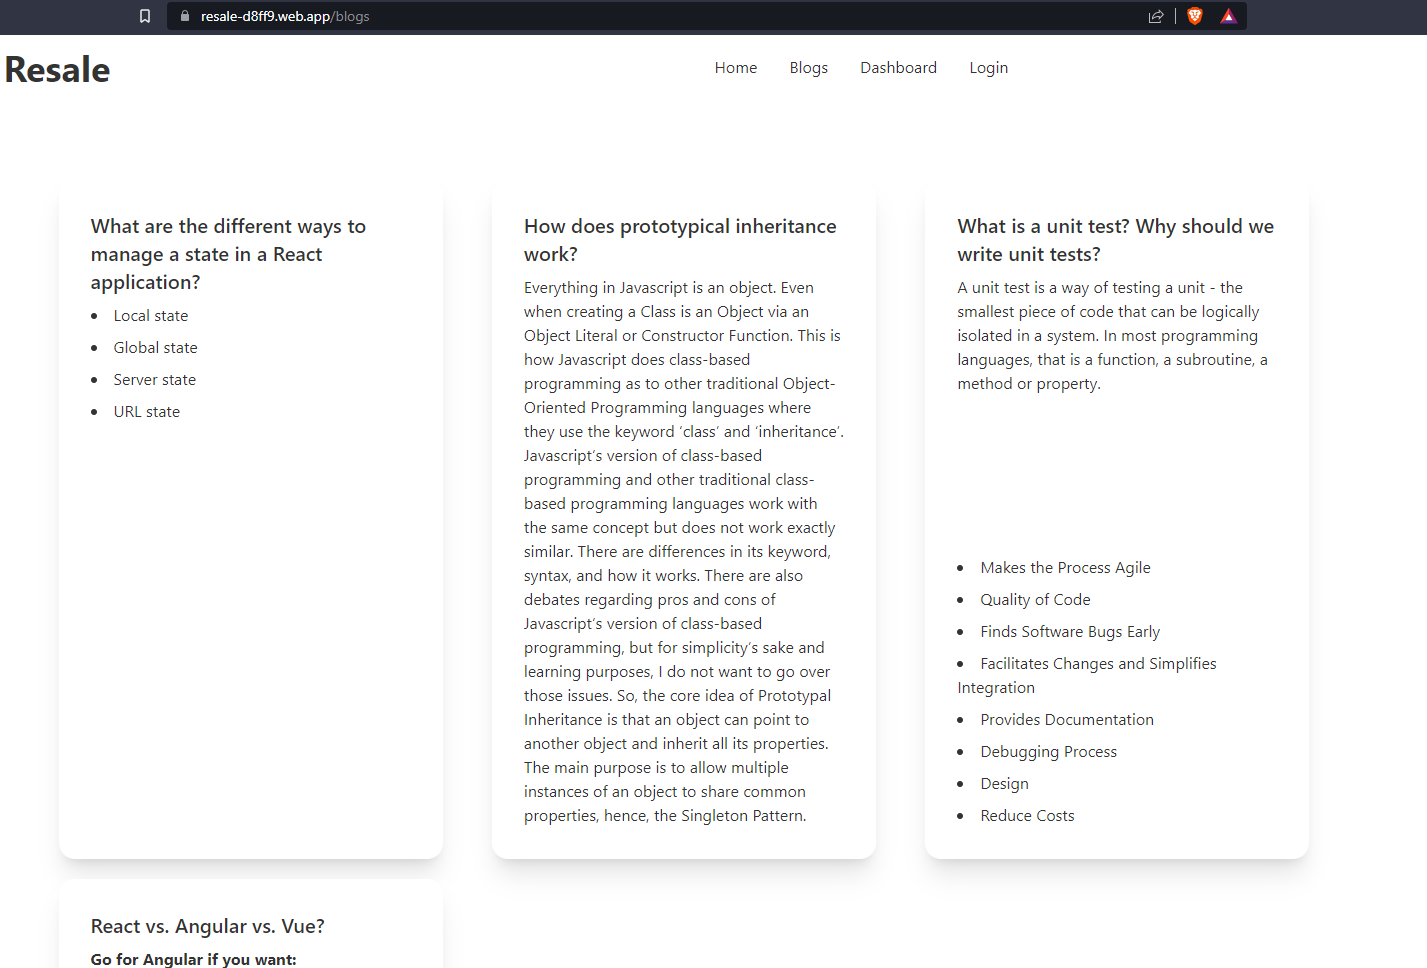 resale-d8ff9.web.app/blogs
Resale
Home Blogs Dashboard Login
What are the different ways to
manage a state in a React
application?
• Local state
• Global state
• Server state
• URL state
How does prototypical inheritance
work?
Everything in Javascript is an object. Even
when creating a Class is an Object via an
Object Literal or Constructor Function. This is
how Javascript does class-based
programming as to other traditional Object-
Oriented Programming languages where
they use the keyword ‘class’ and ‘inheritance’.
Javascript’s version of class-based
programming and other traditional class-
based programming languages work with
the same concept but does not work exactly
similar. There are differences in its keyword,
syntax, and how it works. There are also
debates regarding pros and cons of
Javascript’s version of class-based
programming, but for simplicity’s sake and
learning purposes, I do not want to go over
those issues. So, the core idea of Prototypal
Inheritance is that an object can point to
another object and inherit all its properties.
The main purpose is to allow multiple
instances of an object to share common
properties, hence, the Singleton Pattern.
What is a unit test? Why should we
write unit tests?
A unit test is a way of testing a unit - the
smallest piece of code that can be logically
isolated in a system. In most programming
languages, that is a function, a subroutine, a
method or property.
• Makes the Process Agile
• Quality of Code
• Finds Software Bugs Early
• Facilitates Changes and Simplifies
Integration
• Provides Documentation
• Debugging Process
• Design
• Reduce Costs
React vs. Angular vs. Vue?
Go for Angular if you want: